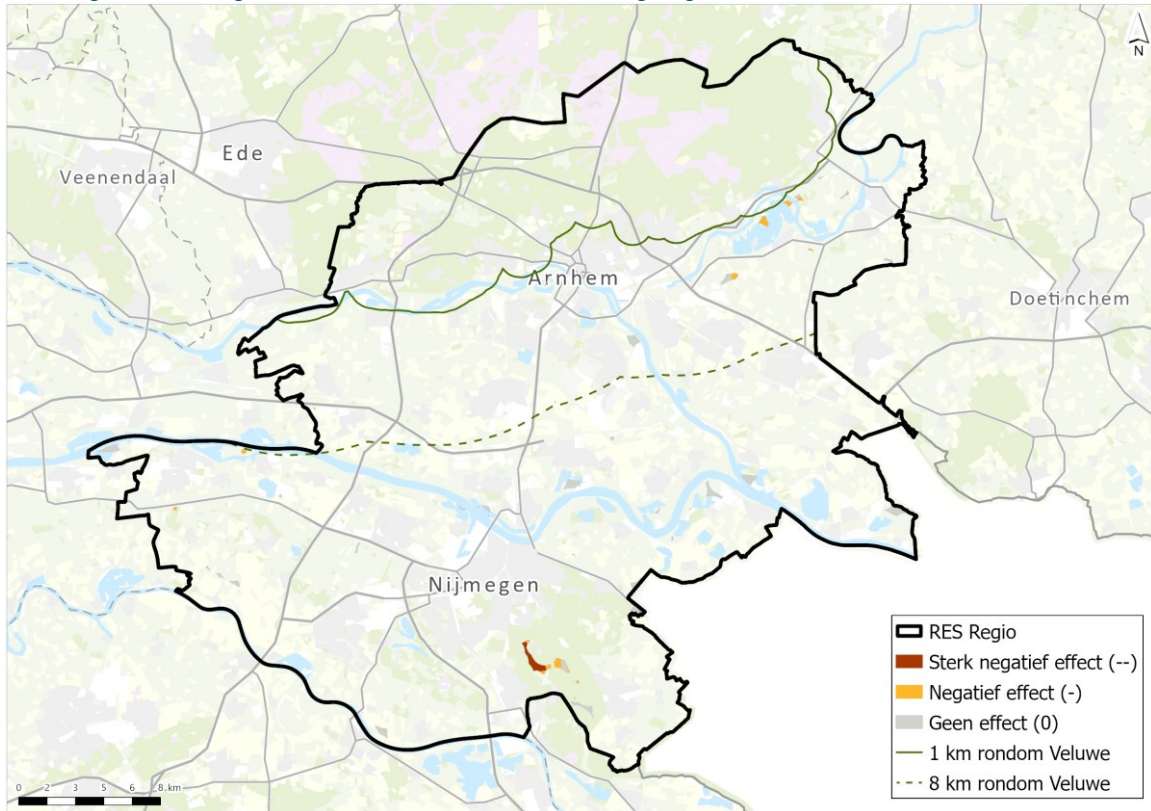 N
Ede
Veenendaal
Arnhem
Doetinchem
Nijmegen
RES Regio
Sterk negatief effect (--)
Negatief effect (-)
Geen effect (0)
1 km rondom Veluwe
8 km rondom Veluwe
0 2 3 5 6 8 km